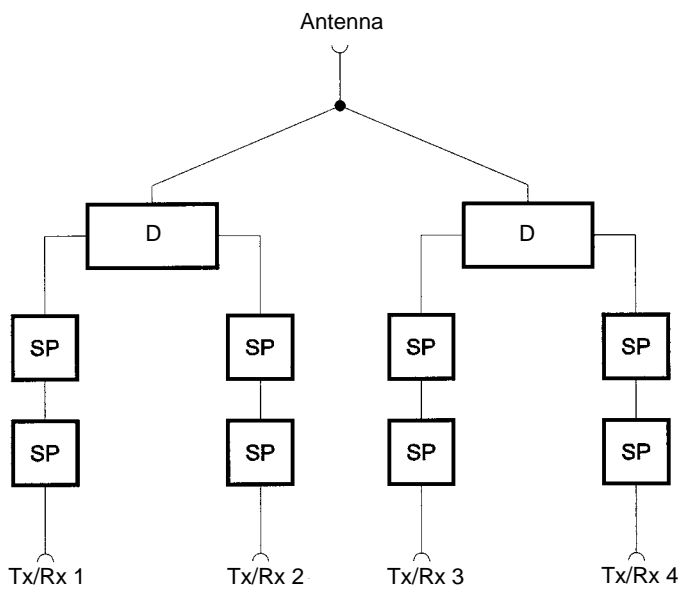 Antenna
D D
SP SP SP SP
SP SP SP SP
Tx/Rx 1 Tx/Rx 2 Tx/Rx 3 Tx/Rx 4